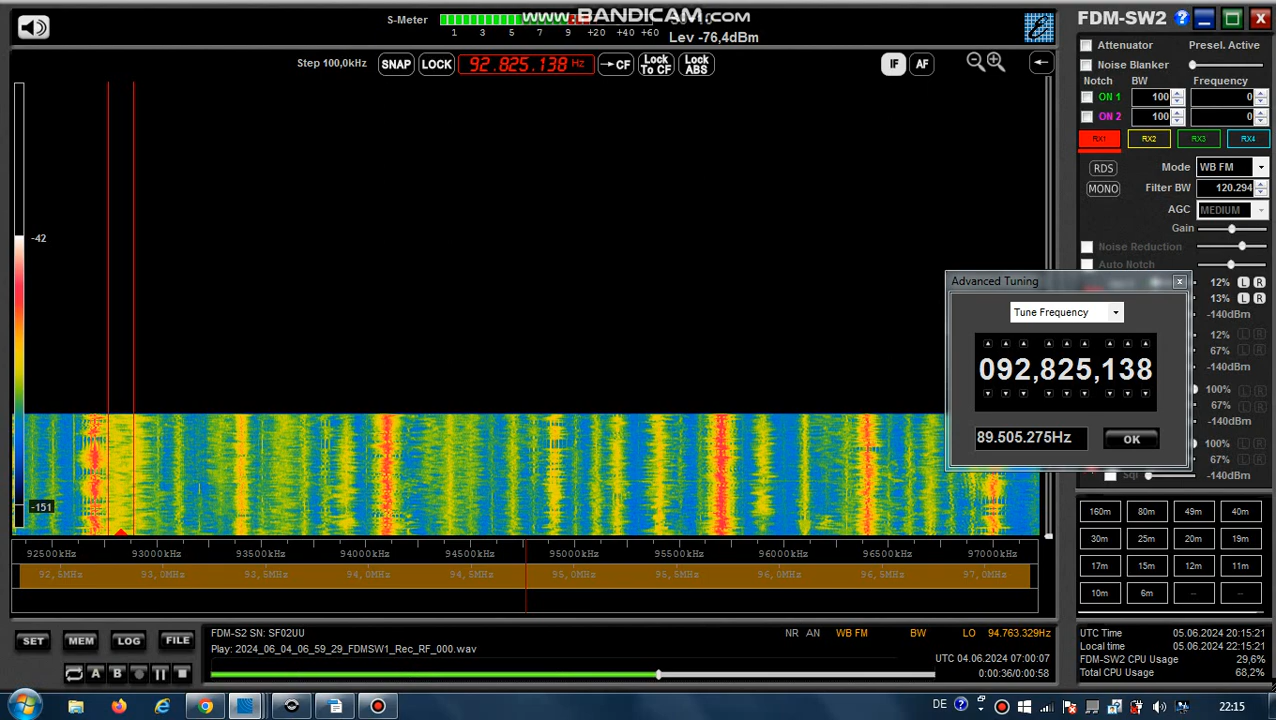 S-Meter
www.BANDICAM.com
1 3 5 7 9 +20 +40 +60
Lev -76,4dBm
FDM-SW2
Step 100,0kHz
SNAP
LOCK
92.825.138 Hz
→CF
Lock To CF
Lock ABS
IF
AF
Attenuator
Presel. Active
Noise Blanker
Notch BW Frequency
ON 1 100 0
ON 2 100 0
RX1 RX2 RX3 RX4
RDS
Mode WB FM
MONO
Filter BW 120.294
AGC MEDIUM
Gain
Noise Reduction
Auto Notch
-42
-151
Advanced Tuning
Tune Frequency
092,825,138
89.505.275Hz
OK
12% L R
13% L R
-140dBm
12% L R
67% L R
-140dBm
100% L R
67% L R
-140dBm
100% L R
67% L R
Sql -140dBm
92500kHz 93000kHz 93500kHz 94000kHz 94500kHz 95000kHz 95500kHz 96000kHz 96500kHz 97000kHz
92,5MHz 93,0MHz 93,5MHz 94,0MHz 94,5MHz 95,0MHz 95,5MHz 96,0MHz 96,5MHz 97,0MHz
160m 80m 49m 40m
30m 25m 20m 19m
17m 15m 12m 11m
10m 6m -- --
SET MEM LOG FILE
A B
FDM-S2 SN: SF02UU
NR AN WB FM BW LO 94.763.329Hz
Play: 2024_06_04_06_59_29_FDMSW1_Rec_RF_000.wav
UTC 04.06.2024 07:00:07
0:00:36/0:00:58
UTC Time 05.06.2024 20:15:21
Local time 05.06.2024 22:15:21
FDM-SW2 CPU Usage 29,6%
Total CPU Usage 68,2%
DE
22:15